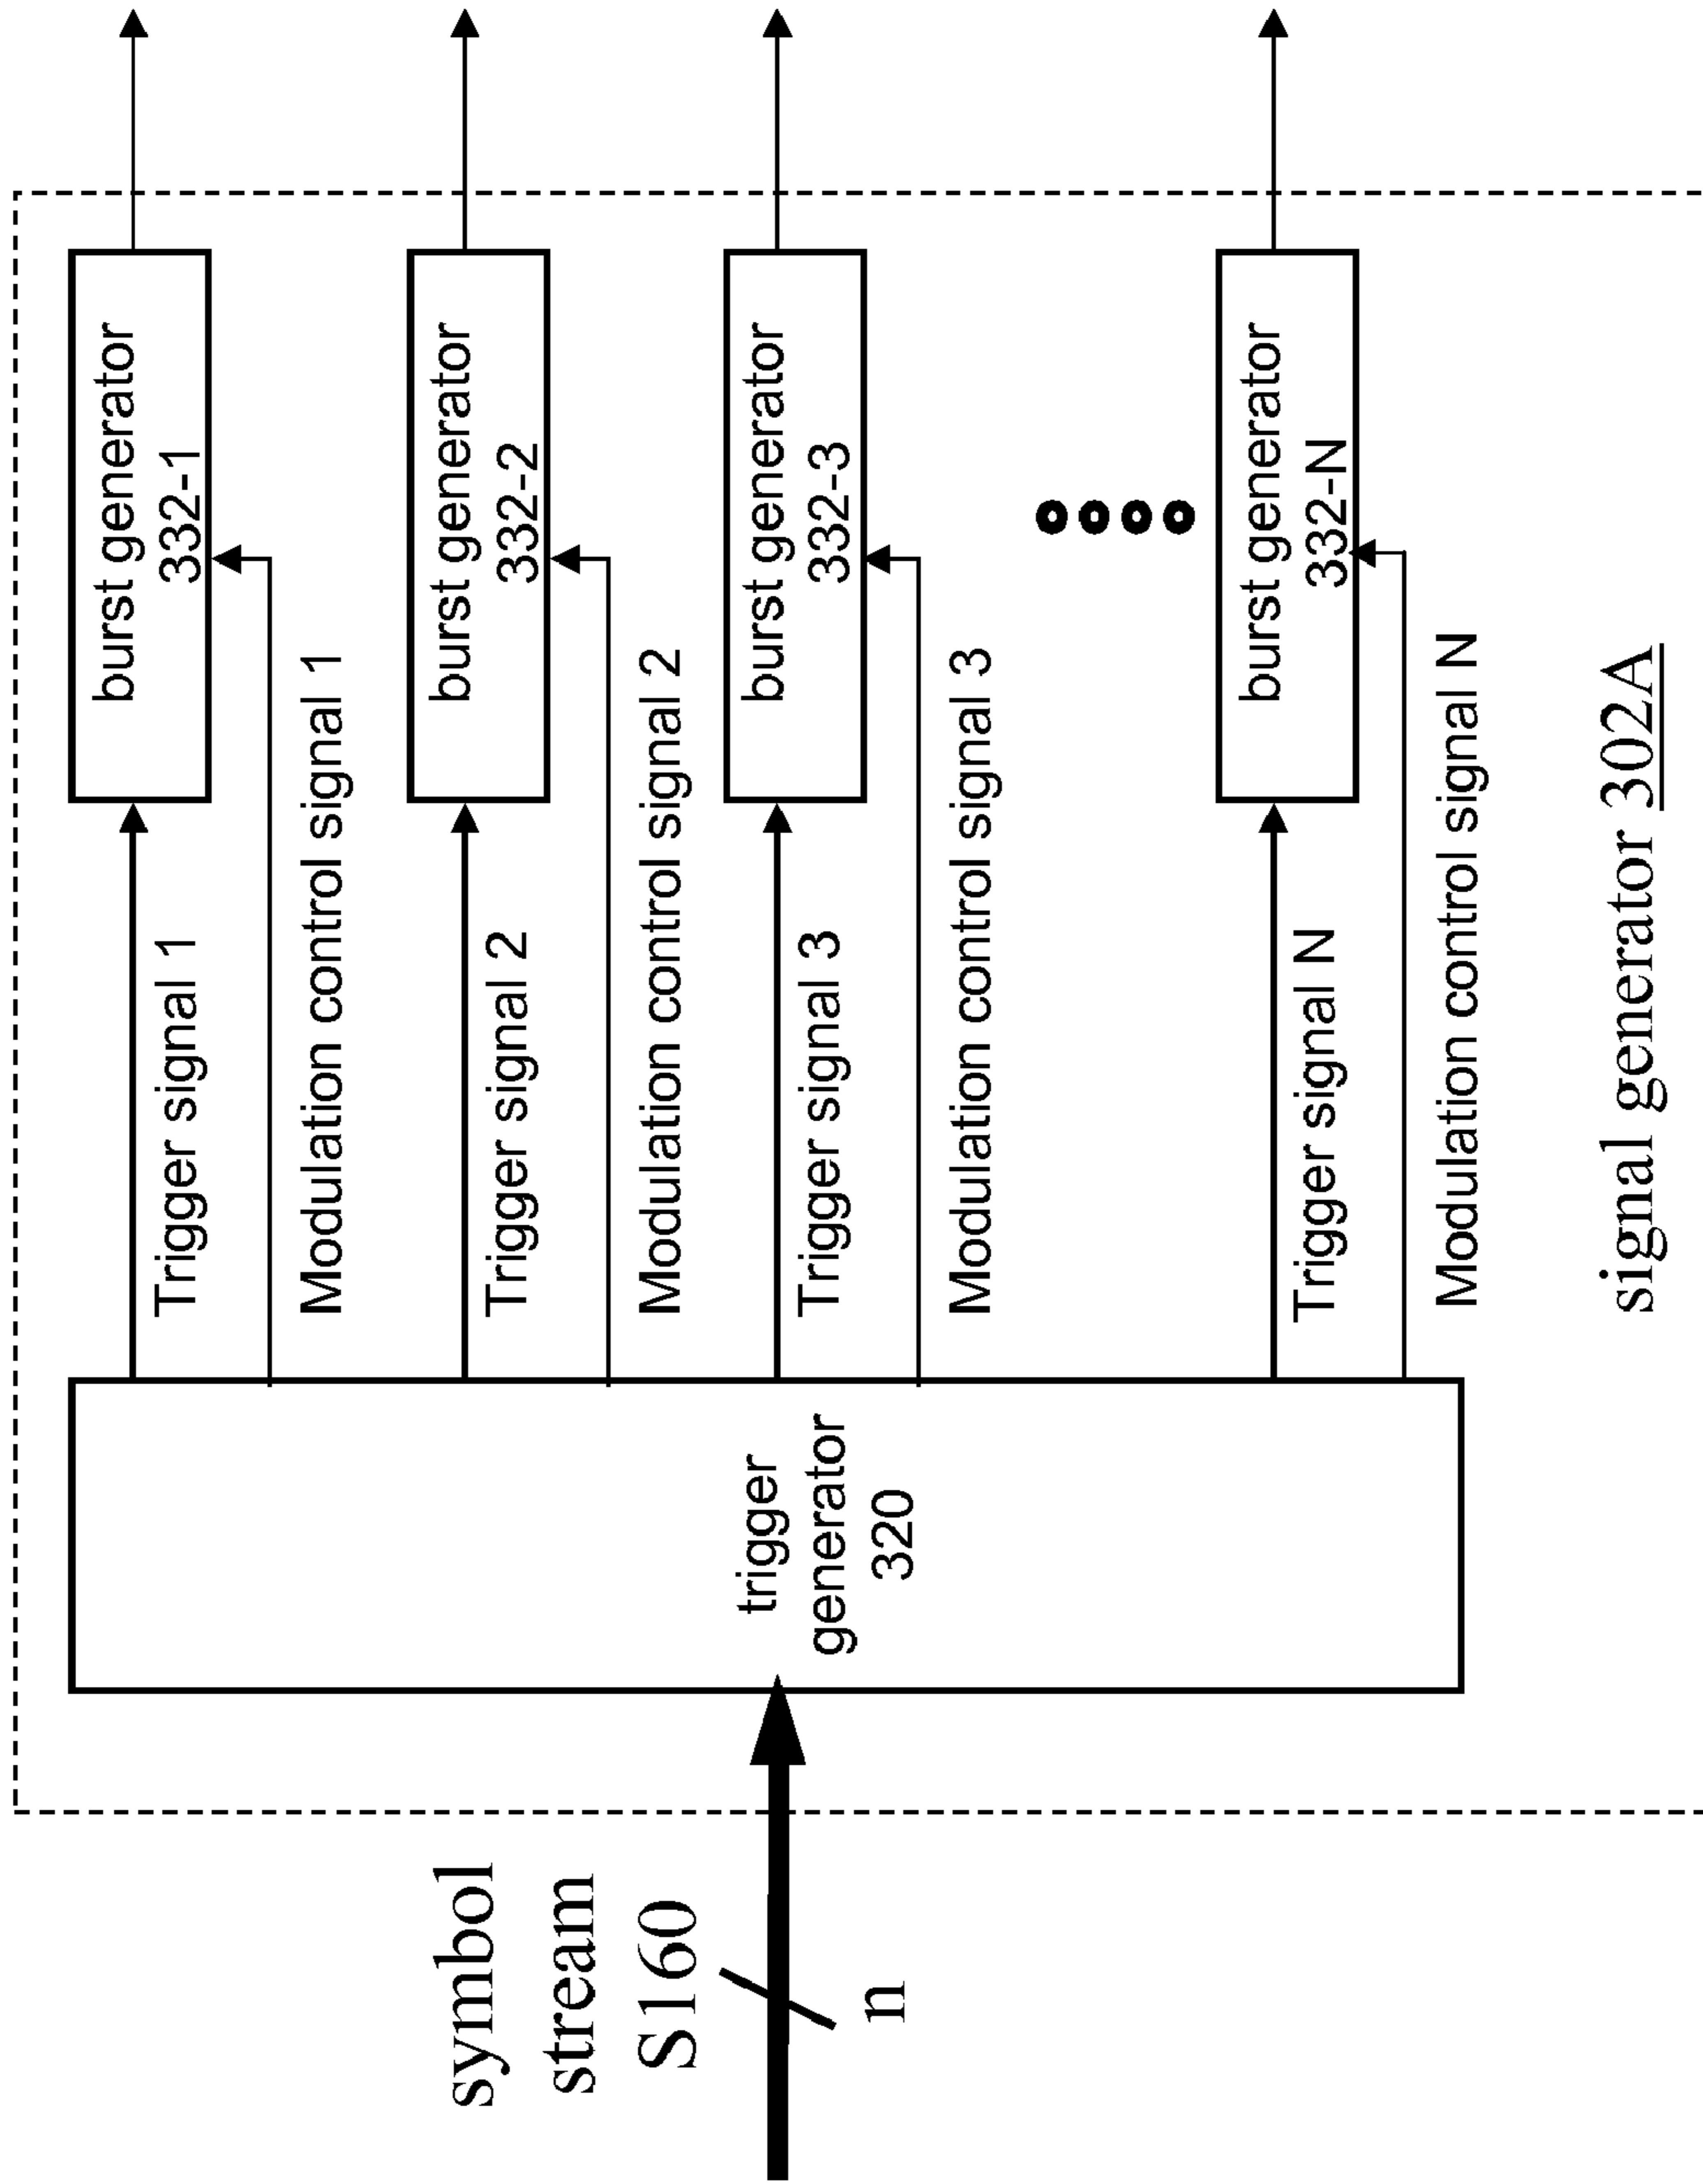 symbol
stream
S160
n
trigger
generator
320
Trigger signal 1
Modulation control signal 1
burst generator
332-1
Trigger signal 2
Modulation control signal 2
burst generator
332-2
Trigger signal 3
Modulation control signal 3
burst generator
332-3
Trigger signal N
Modulation control signal N
burst generator
332-N
signal generator 302A